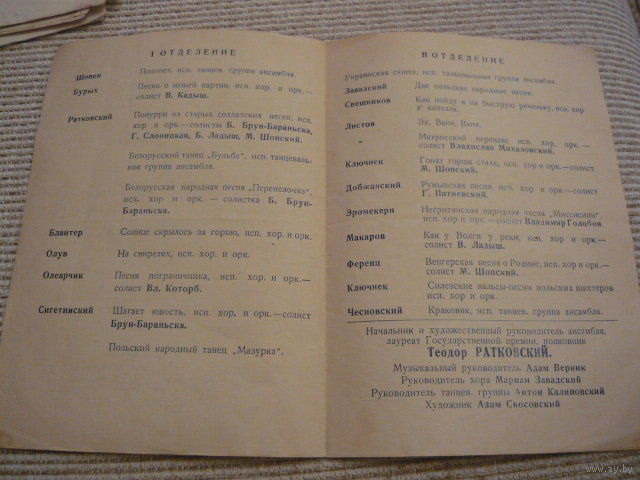 I ОТДЕЛЕНИЕ
Шопен Полонез, исп. танцев. группа ансамбля.
Бурых Песня о нашей партии, исп. хор и орк.—
солист В. Кадыш.
Ратковский Попурри из старых солдатских песен, исп.
хор и орк.—солисты Б. Брун-Бараньска,
Г. Слоницкая, Б. Ладыш, М. Шопский.
Белорусский танец „Бульба“, исп. танцеваль-
ная группа ансамбля.
Белорусская народная песня „Перепелочка“,
исп. хор и орк. — солистка Б. Брун-
Бараньска.
Блантер Солнце скрылось за горою, исп. хор. и орк.
Одув На свирелях, исп. хор и орк.
Олеарчик Песня пограничника, исп. хор и орк.—
солист Вл. Которб.
Сигетинский Шагает юность, исп. хор. и орк.—солист
Брун-Бараньска.
Польский народный танец „Мазурка“.
II ОТДЕЛЕНИЕ
Украинская сюита, исп. танцевальная группа ансамбля.
Завадский Две польские народные песни.
Свешников Как пойду я на быструю реченьку, исп. хор
а' капелла.
Листов Эх, Ваня, Ваня.
" Матросский перепляс, исп. хор и орк.—
солист Владислав Михаловский.
Ключнек Гонят горцы стада, исп. хор и орк.—солист
М. Шопский.
Добжанский Румынская песня, исп. хор и орк.—солист
Г. Патневский.
Эромекерн Негритянская народная песня „Миссисипи“, исп
хор и орк.—солист Владимир Голобов.
Макаров Как у Волги у реки, исп. хор и орк.—
солист В. Ладыш.
Ференц Венгерская песня о Родине, исп. хор и орк.—
солист М. Шопский.
Ключнек Силезские вальсы-песни польских шахтеров
исп. хор и орк.
Чесновский Краковяк, исп. танцев. группа ансамбля.
Начальник и художественный руководитель ансамбля,
лауреат Государственной премии, полковник
Теодор РАТКОВСКИЙ.
Музыкальный руководитель Адам Верник
Руководитель хора Мариан Завадский
Руководитель танцев. группы Антон Калиновский
Художник Адам Скосовский
www.ay.by